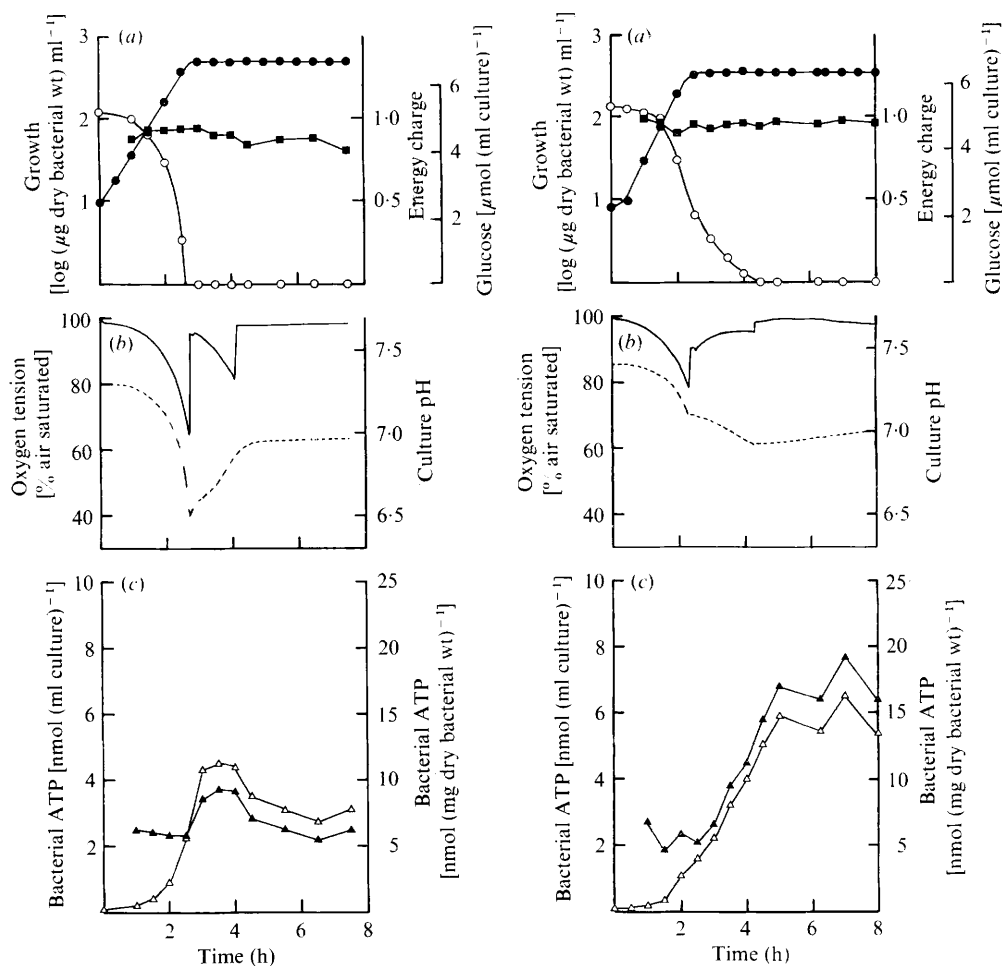 (a)
3
2
1
Growth
[log (µg dry bacterial wt) ml⁻¹]
1·0
0·5
Energy charge
6
4
2
Glucose [µmol (ml culture)⁻¹]
(b)
100
80
60
40
Oxygen tension
[% air saturated]
7·5
7·0
6·5
Culture pH
(c)
10
8
6
4
2
Bacterial ATP [nmol (ml culture)⁻¹]
25
20
15
10
5
Bacterial ATP
[nmol (mg dry bacterial wt)⁻¹]
2
4
6
8
Time (h)
(a)
3
2
1
Growth
[log (µg dry bacterial wt) ml⁻¹]
1·0
0·5
Energy charge
6
4
2
Glucose [µmol (ml culture)⁻¹]
(b)
100
80
60
40
Oxygen tension
[% air saturated]
7·5
7·0
6·5
Culture pH
(c)
10
8
6
4
2
Bacterial ATP [nmol (ml culture)⁻¹]
25
20
15
10
5
Bacterial ATP
[nmol (mg dry bacterial wt)⁻¹]
2
4
6
8
Time (h)